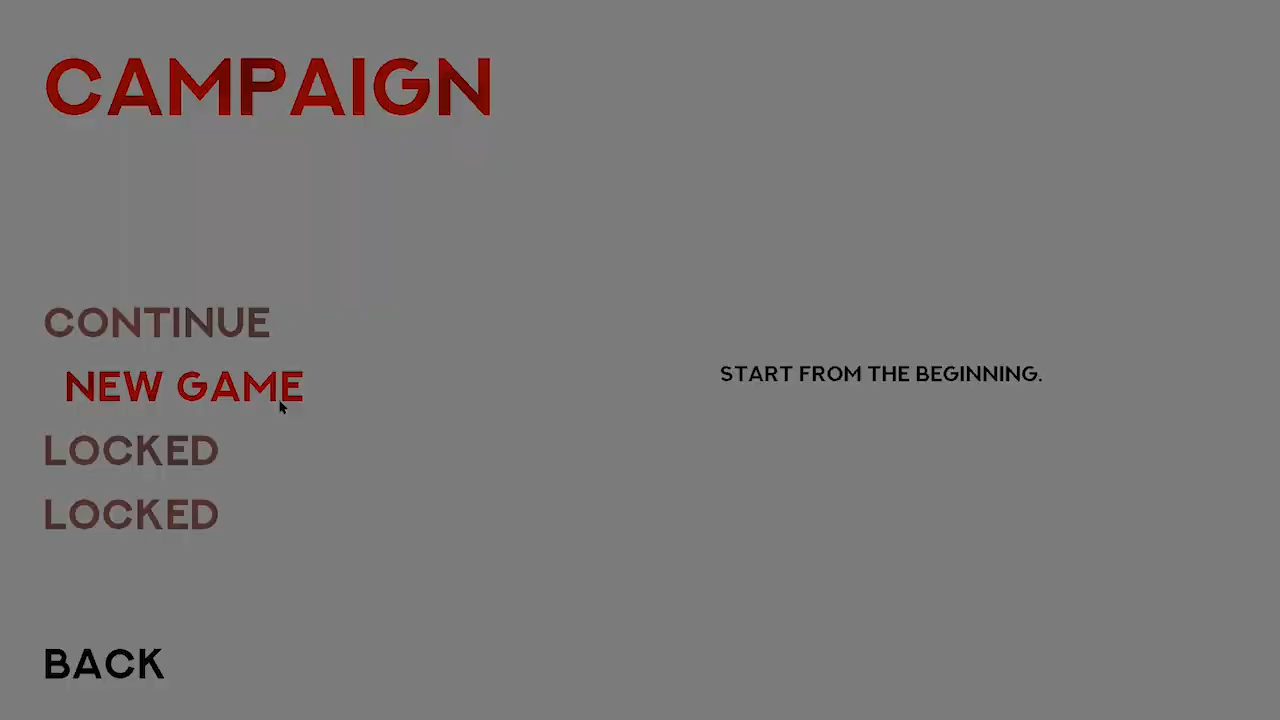 CAMPAIGN
CONTINUE
NEW GAME
START FROM THE BEGINNING.
LOCKED
LOCKED
BACK